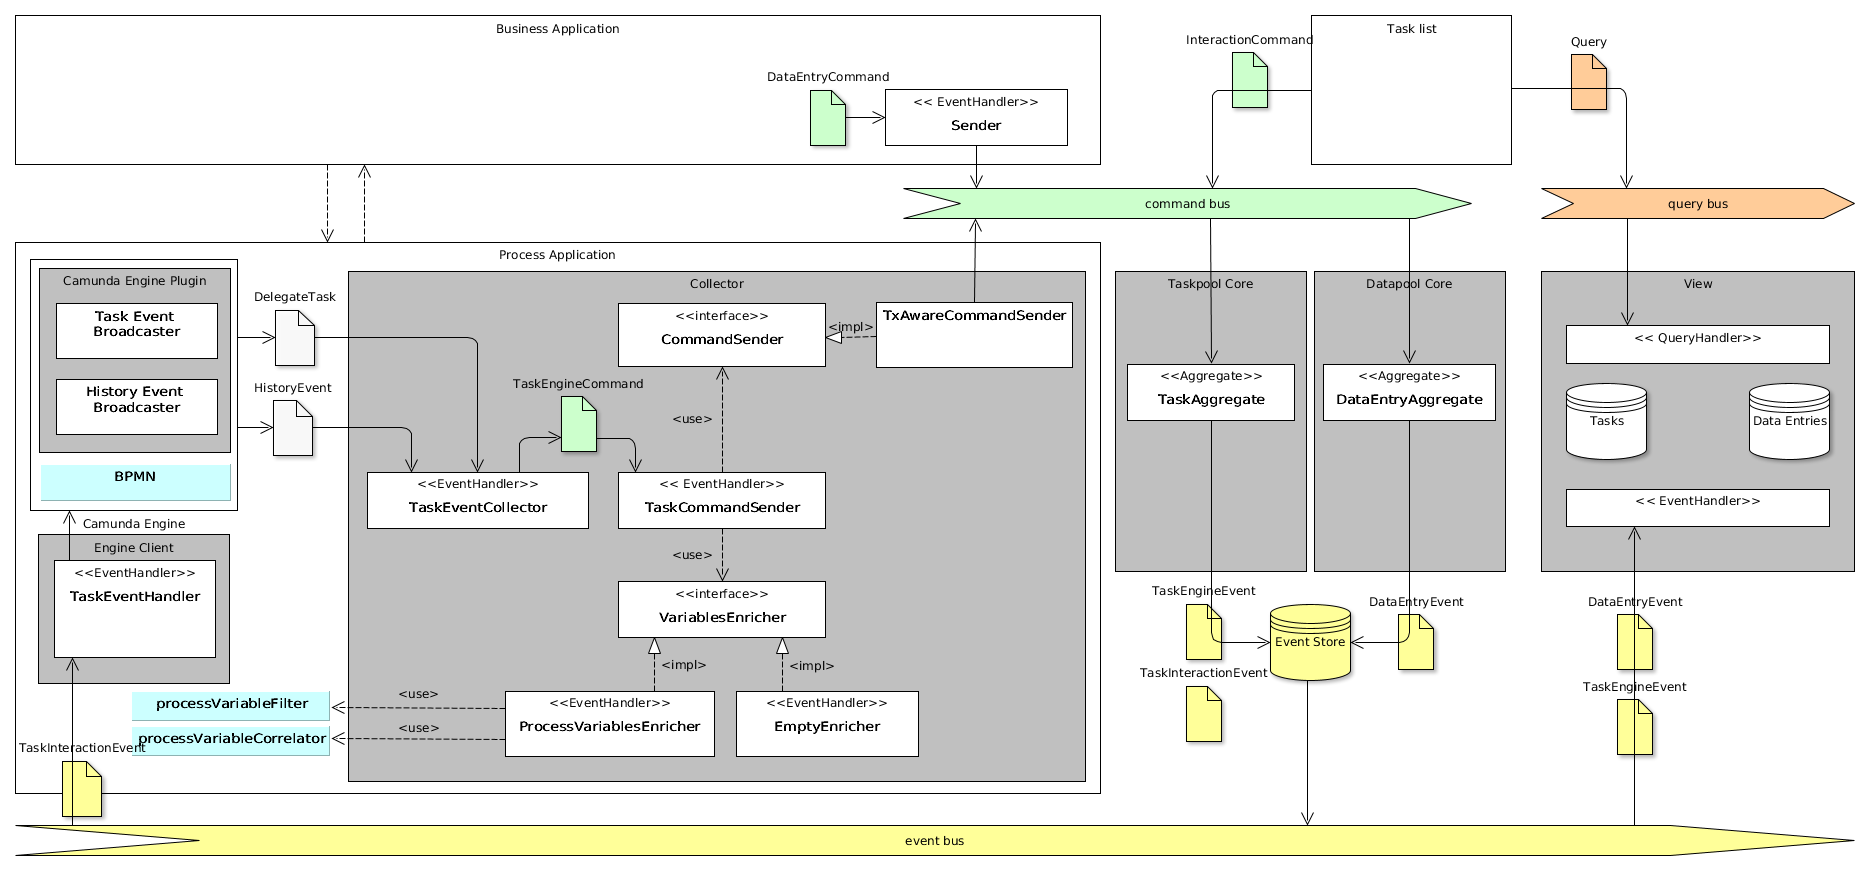 Business Application
DataEntryCommand
<< EventHandler>>
Sender
InteractionCommand
Task list
Query
command bus
query bus
Process Application
Camunda Engine Plugin
Task Event
Broadcaster
History Event
Broadcaster
BPMN
Camunda Engine
DelegateTask
HistoryEvent
Engine Client
<<EventHandler>>
TaskEventHandler
Collector
<<interface>>
CommandSender
<impl>
TxAwareCommandSender
TaskEngineCommand
<use>
<<EventHandler>>
TaskEventCollector
<< EventHandler>>
TaskCommandSender
<use>
<<interface>>
VariablesEnricher
<impl>
<impl>
<<EventHandler>>
ProcessVariablesEnricher
<<EventHandler>>
EmptyEnricher
<use>
<use>
processVariableFilter
processVariableCorrelator
TaskInteractionEvent
Taskpool Core
<<Aggregate>>
TaskAggregate
Datapool Core
<<Aggregate>>
DataEntryAggregate
View
<< QueryHandler>>
Tasks
Data Entries
<< EventHandler>>
TaskEngineEvent
TaskInteractionEvent
Event Store
DataEntryEvent
DataEntryEvent
TaskEngineEvent
event bus